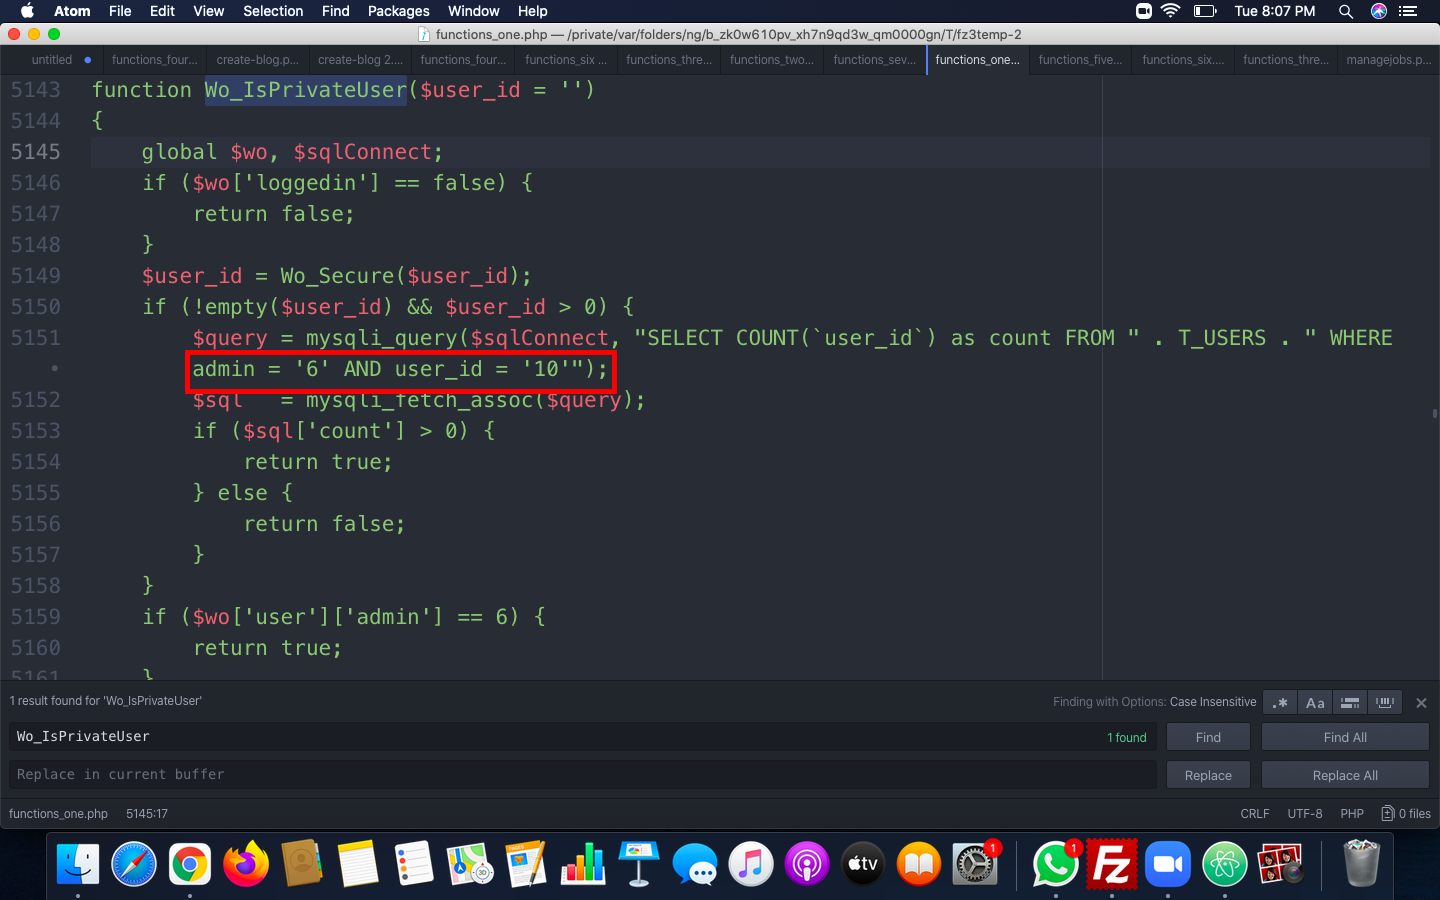 Atom File Edit View Selection Find Packages Window Help Tue 8:07 PM
functions_one.php — /private/var/folders/ng/b_zk0w610pv_xh7n9qd3w_qm0000gn/T/fz3temp-2
untitled functions_four... create-blog.p... create-blog 2.... functions_four... functions_six ... functions_thre... functions_two... functions_sev... functions_one... functions_five... functions_six.... functions_thre... managejobs.p...
5143 function Wo_IsPrivateUser($user_id = '')
5144 {
5145 global $wo, $sqlConnect;
5146 if ($wo['loggedin'] == false) {
5147 return false;
5148 }
5149 $user_id = Wo_Secure($user_id);
5150 if (!empty($user_id) && $user_id > 0) {
5151 $query = mysqli_query($sqlConnect, "SELECT COUNT(`user_id`) as count FROM " . T_USERS . " WHERE
• admin = '6' AND user_id = '10'");
5152 $sql = mysqli_fetch_assoc($query);
5153 if ($sql['count'] > 0) {
5154 return true;
5155 } else {
5156 return false;
5157 }
5158 }
5159 if ($wo['user']['admin'] == 6) {
5160 return true;
5161 }
1 result found for 'Wo_IsPrivateUser' Finding with Options: Case Insensitive .* Aa
Wo_IsPrivateUser 1 found Find Find All
Replace in current buffer Replace Replace All
functions_one.php 5145:17 CRLF UTF-8 PHP 0 files
PAGES 3D tv 1 1 Fz